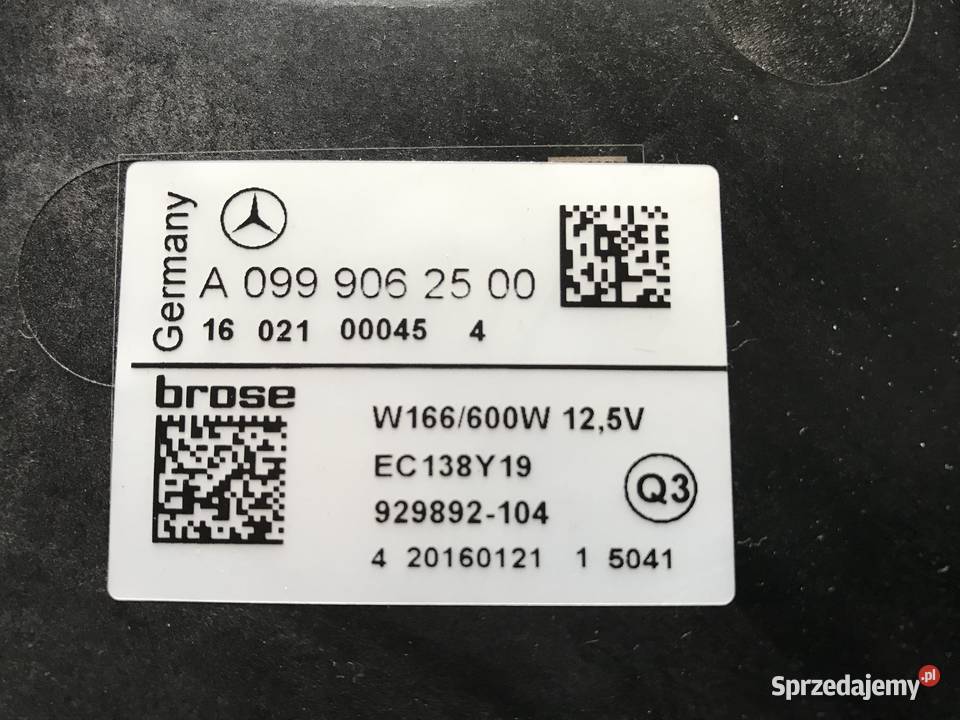 Germany
A 099 906 25 00
16 021 00045 4
brose
W166/600W 12,5V
EC138Y19
929892-104
Q3
4 20160121 1 5041
Sprzedajemy.pl